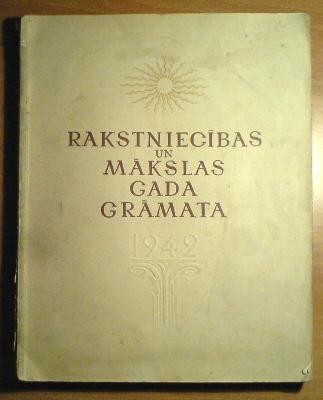 RAKSTNIECĪBAS
UN
MĀKSLAS
GADA
GRĀMATA
1942